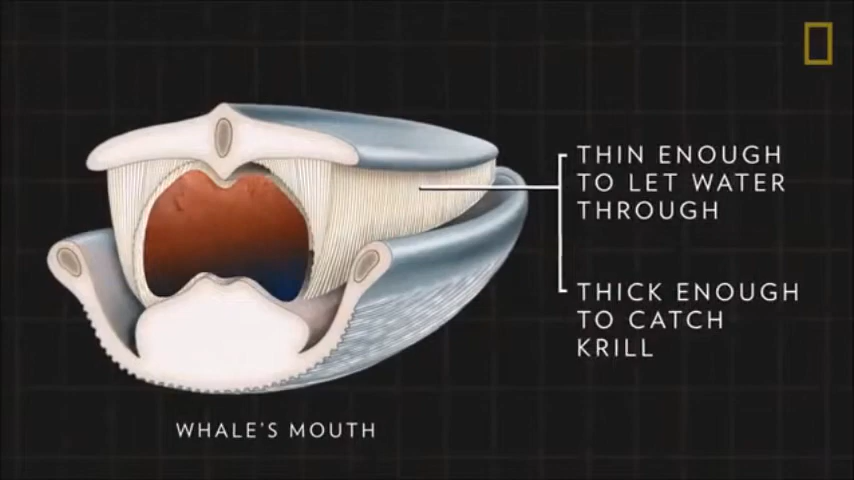 THIN ENOUGH
TO LET WATER
THROUGH
THICK ENOUGH
TO CATCH
KRILL
WHALE'S MOUTH